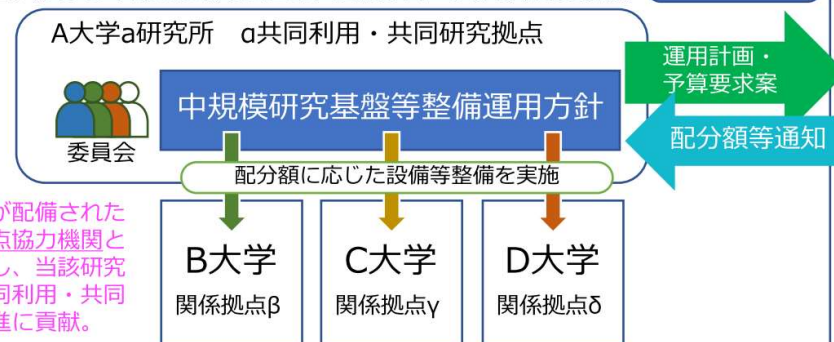 A大学a研究所　α共同利用・共同研究拠点
運用計画・
予算要求案
中規模研究基盤等整備運用方針
委員会
配分額等通知
配分額に応じた設備等整備を実施
が配備された
点協力機関と
し、当該研究
同利用・共同
進に貢献。
B大学
関係拠点β
C大学
関係拠点γ
D大学
関係拠点δ